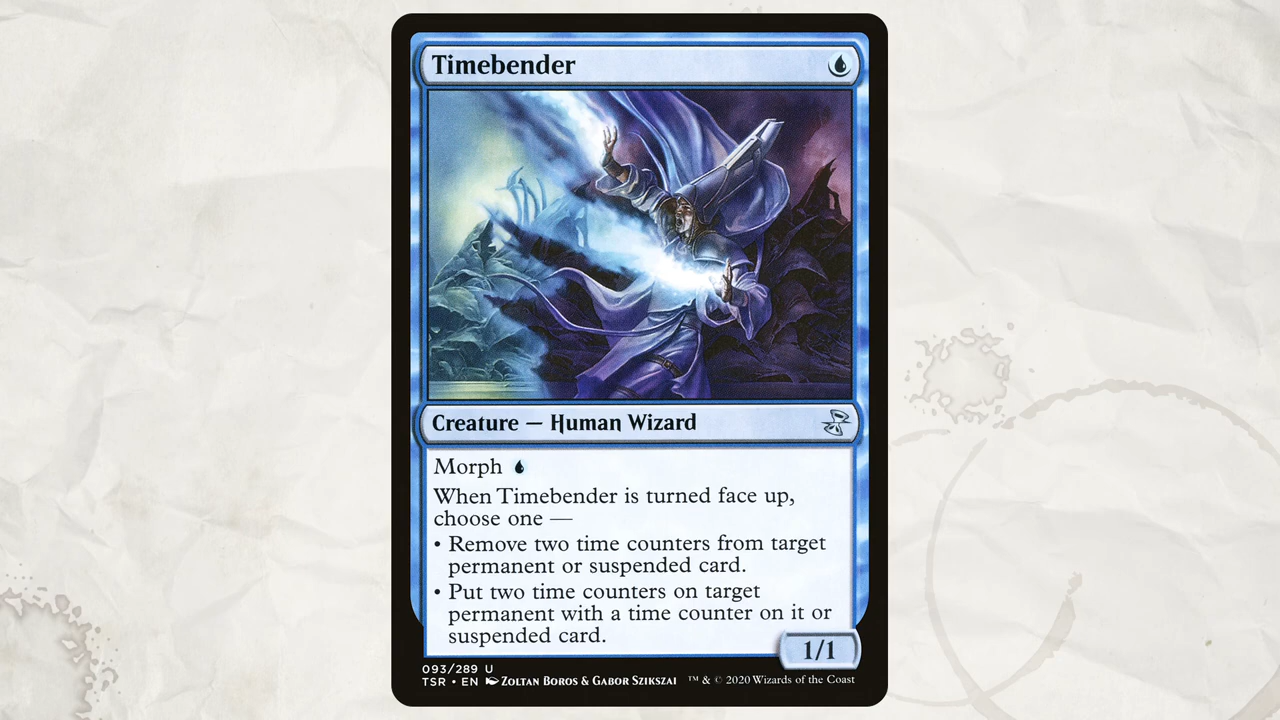 Timebender
Creature — Human Wizard
Morph
When Timebender is turned face up,
choose one —
• Remove two time counters from target
permanent or suspended card.
• Put two time counters on target
permanent with a time counter on it or
suspended card.
1/1
093/289 U
TSR • EN Zoltan Boros & Gabor Szikszai ™ & © 2020 Wizards of the Coast